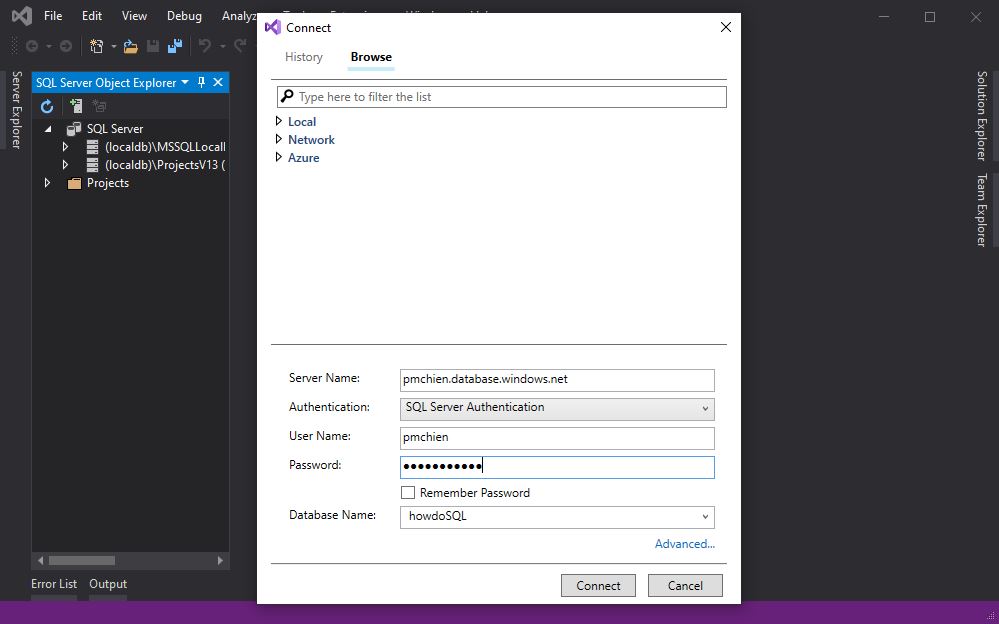 File Edit View Debug Analyz
Connect
History Browse
Type here to filter the list
Local
Network
Azure
Server Explorer
SQL Server Object Explorer
SQL Server
(localdb)\MSSQLLocall
(localdb)\ProjectsV13 (
Projects
Solution Explorer
Team Explorer
Server Name: pmchien.database.windows.net
Authentication: SQL Server Authentication
User Name: pmchien
Password: ●●●●●●●●●●●
Remember Password
Database Name: howdoSQL
Advanced...
Connect Cancel
Error List Output